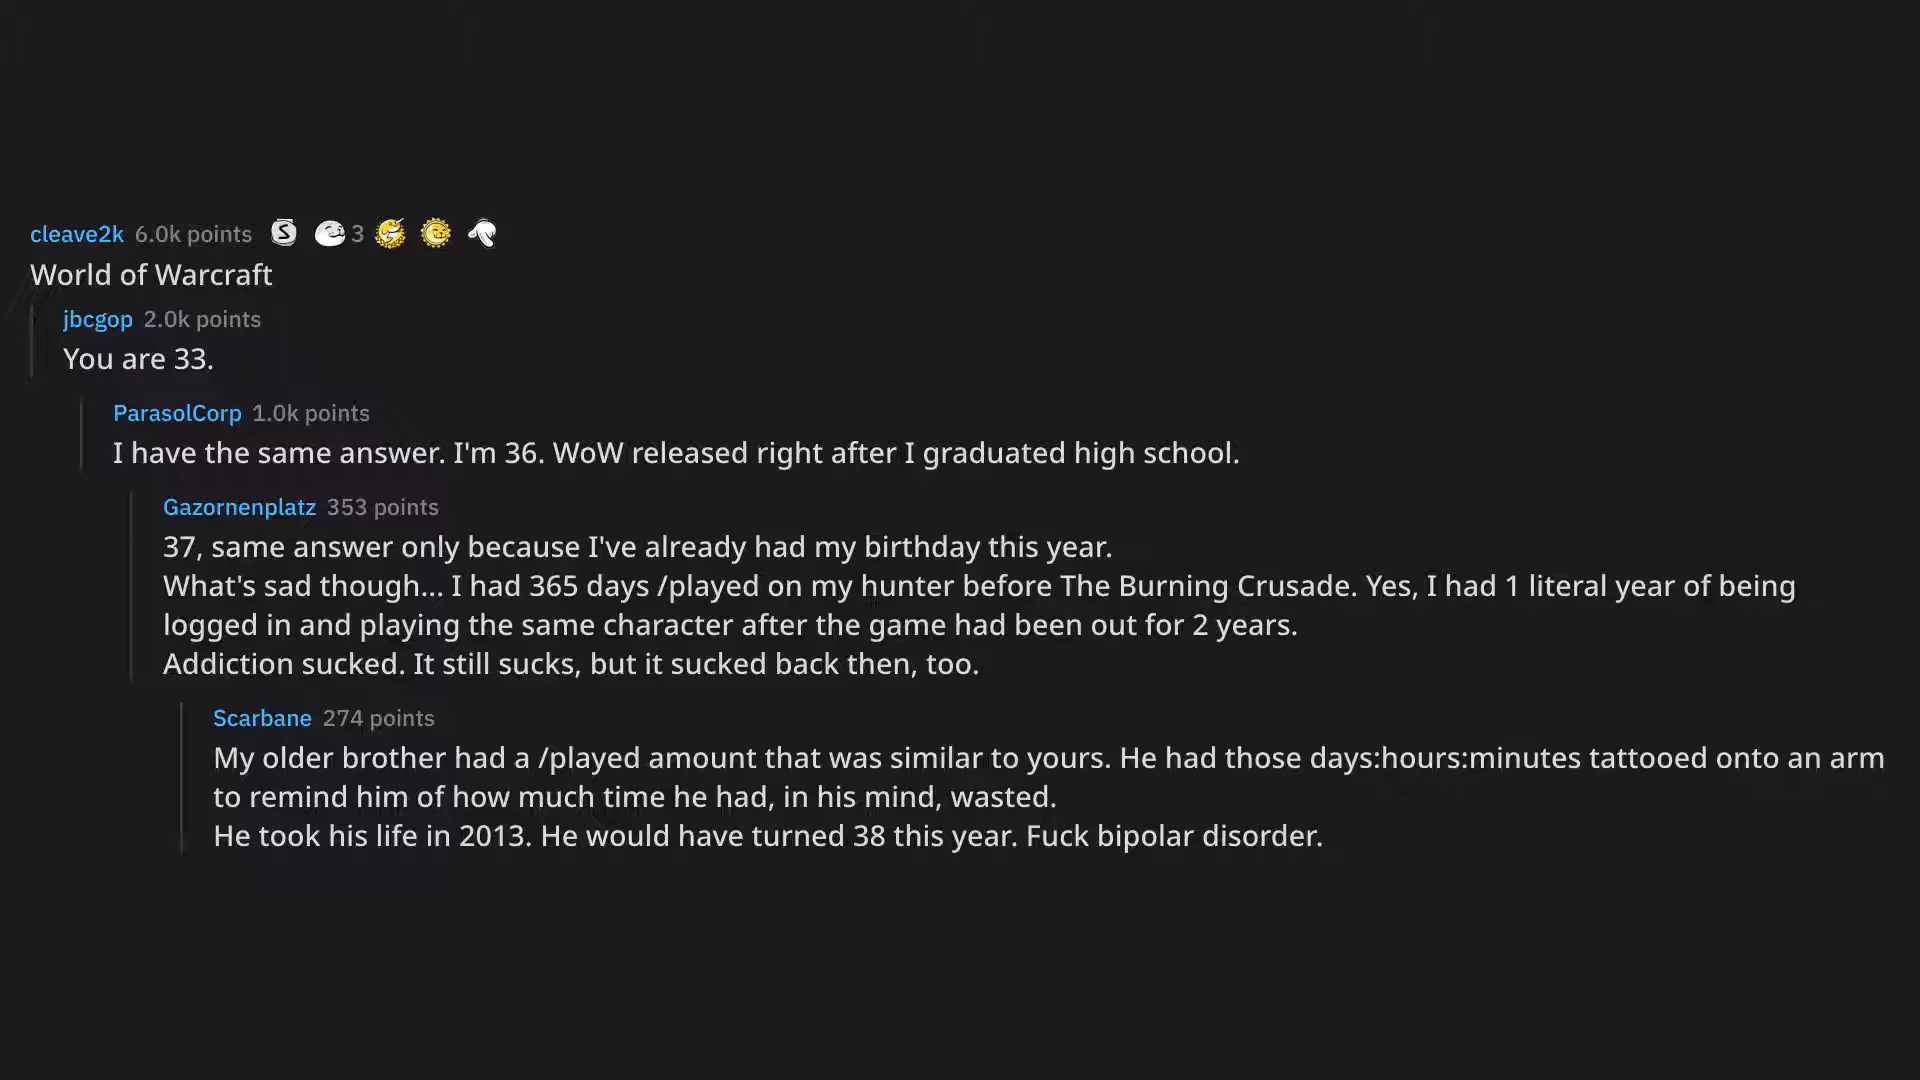 cleave2k 6.0k points S 3
World of Warcraft
jbcgop 2.0k points
You are 33.
ParasolCorp 1.0k points
I have the same answer. I'm 36. WoW released right after I graduated high school.
Gazornenplatz 353 points
37, same answer only because I've already had my birthday this year.
What's sad though... I had 365 days /played on my hunter before The Burning Crusade. Yes, I had 1 literal year of being
logged in and playing the same character after the game had been out for 2 years.
Addiction sucked. It still sucks, but it sucked back then, too.
Scarbane 274 points
My older brother had a /played amount that was similar to yours. He had those days:hours:minutes tattooed onto an arm
to remind him of how much time he had, in his mind, wasted.
He took his life in 2013. He would have turned 38 this year. Fuck bipolar disorder.